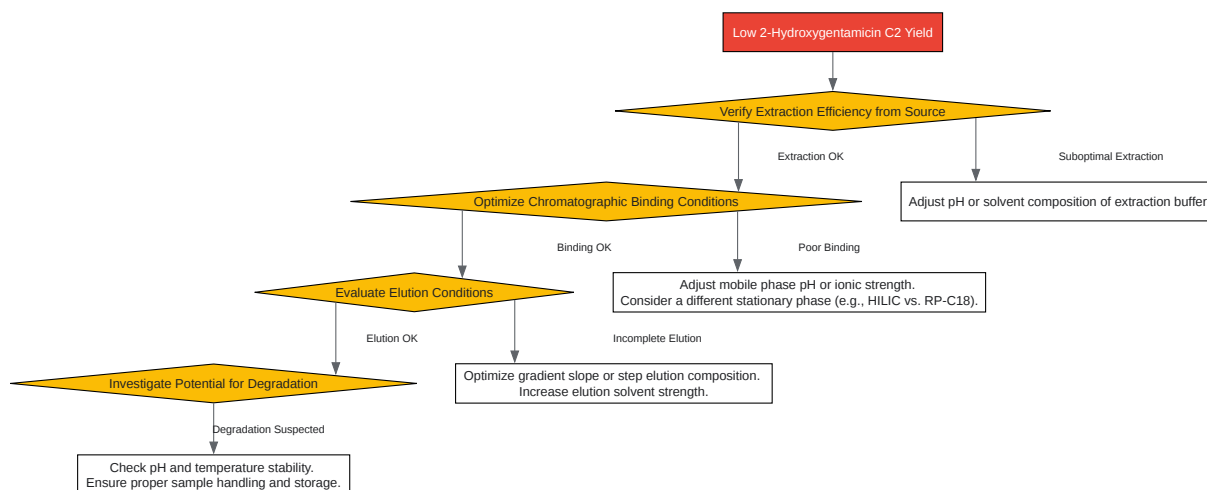 Low 2-Hydroxygentamicin C2 Yield
Verify Extraction Efficiency from Source
Extraction OK
Suboptimal Extraction
Optimize Chromatographic Binding Conditions
Adjust pH or solvent composition of extraction buffer
Binding OK
Poor Binding
Evaluate Elution Conditions
Adjust mobile phase pH or ionic strength.
Consider a different stationary phase (e.g., HILIC vs. RP-C18).
Elution OK
Incomplete Elution
Investigate Potential for Degradation
Optimize gradient slope or step elution composition.
Increase elution solvent strength.
Degradation Suspected
Check pH and temperature stability.
Ensure proper sample handling and storage.